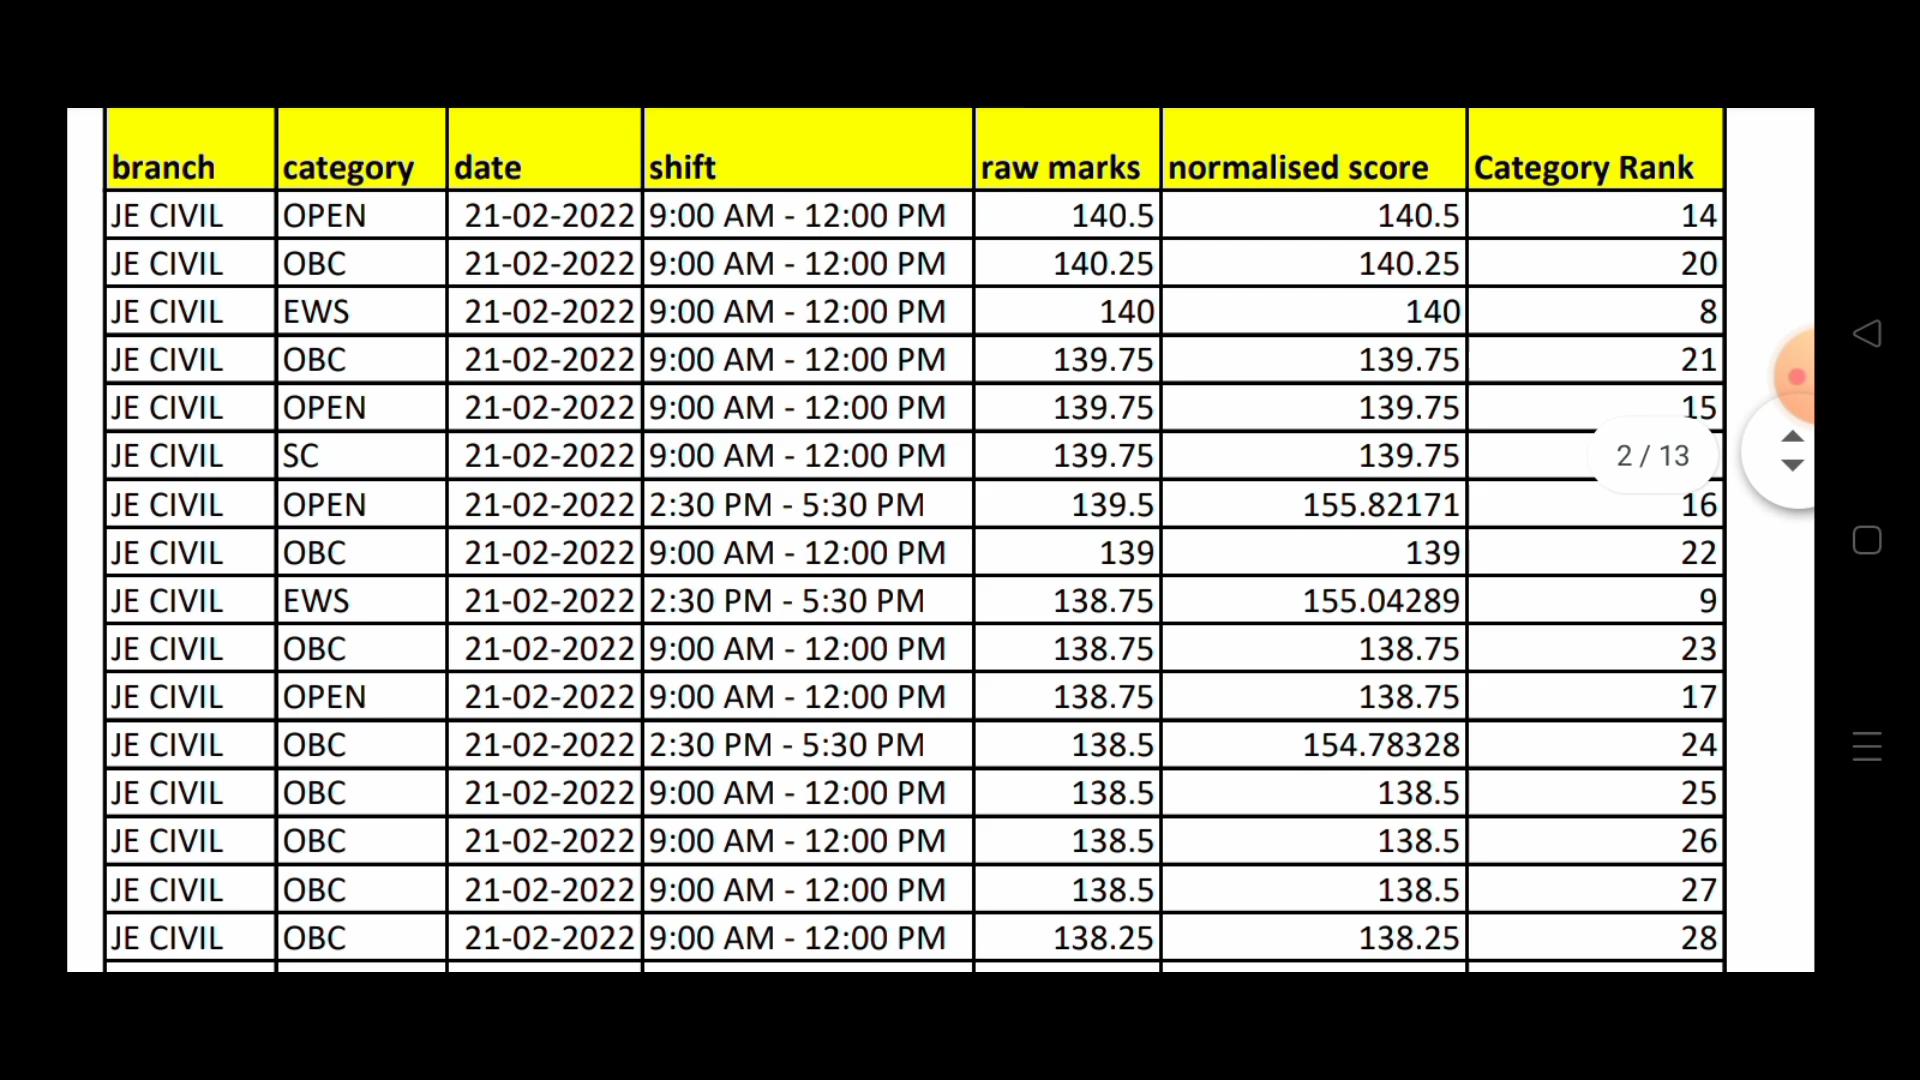 branch category date shift raw marks normalised score Category Rank
JE CIVIL OPEN 21-02-2022 9:00 AM - 12:00 PM 140.5 140.5 14
JE CIVIL OBC 21-02-2022 9:00 AM - 12:00 PM 140.25 140.25 20
JE CIVIL EWS 21-02-2022 9:00 AM - 12:00 PM 140 140 8
JE CIVIL OBC 21-02-2022 9:00 AM - 12:00 PM 139.75 139.75 21
JE CIVIL OPEN 21-02-2022 9:00 AM - 12:00 PM 139.75 139.75 15
JE CIVIL SC 21-02-2022 9:00 AM - 12:00 PM 139.75 139.75 2 / 13
JE CIVIL OPEN 21-02-2022 2:30 PM - 5:30 PM 139.5 155.82171 16
JE CIVIL OBC 21-02-2022 9:00 AM - 12:00 PM 139 139 22
JE CIVIL EWS 21-02-2022 2:30 PM - 5:30 PM 138.75 155.04289 9
JE CIVIL OBC 21-02-2022 9:00 AM - 12:00 PM 138.75 138.75 23
JE CIVIL OPEN 21-02-2022 9:00 AM - 12:00 PM 138.75 138.75 17
JE CIVIL OBC 21-02-2022 2:30 PM - 5:30 PM 138.5 154.78328 24
JE CIVIL OBC 21-02-2022 9:00 AM - 12:00 PM 138.5 138.5 25
JE CIVIL OBC 21-02-2022 9:00 AM - 12:00 PM 138.5 138.5 26
JE CIVIL OBC 21-02-2022 9:00 AM - 12:00 PM 138.5 138.5 27
JE CIVIL OBC 21-02-2022 9:00 AM - 12:00 PM 138.25 138.25 28